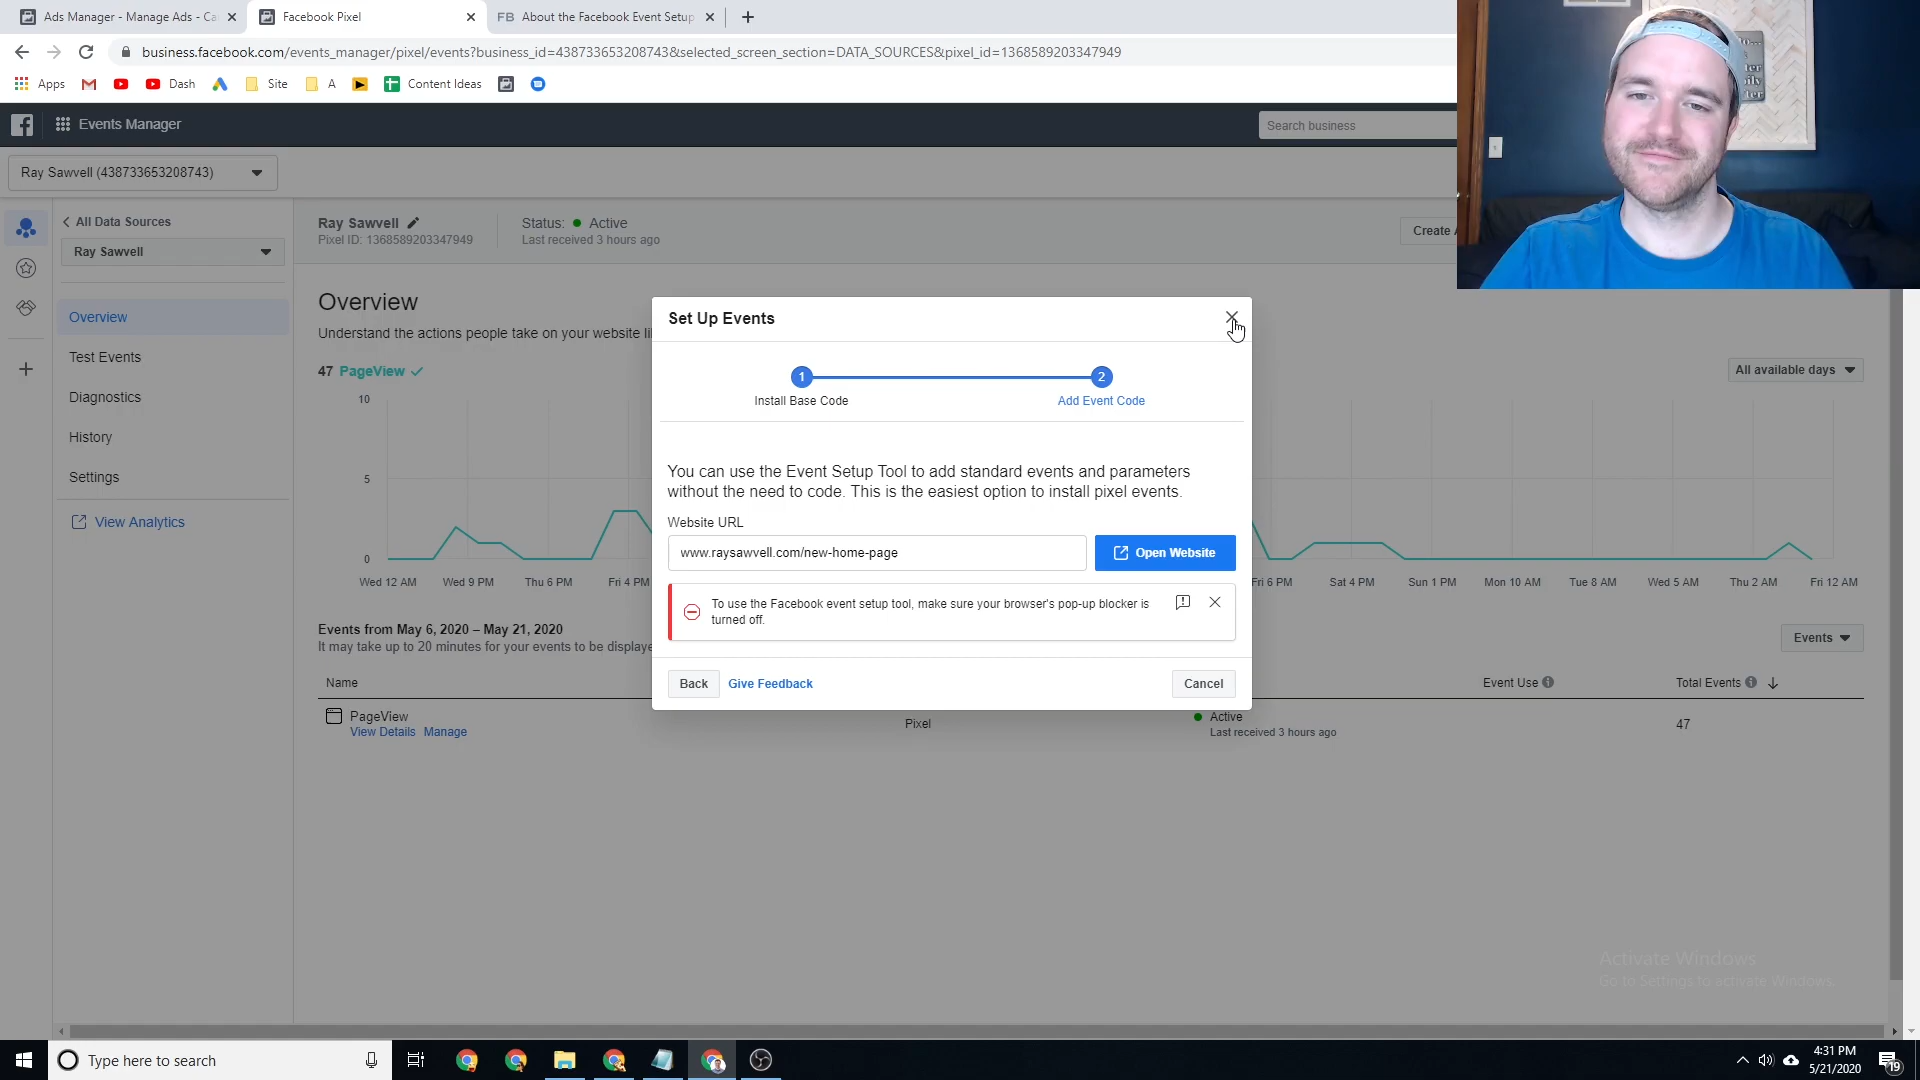 Ads Manager - Manage Ads - Ca
Facebook Pixel
FB About the Facebook Event Setup
business.facebook.com/events_manager/pixel/events?business_id=438733653208743&selected_screen_section=DATA_SOURCES&pixel_id=1368589203347949
Apps
Dash
Site
A
Content Ideas
Events Manager
Search business
Ray Sawvell (438733653208743)
All Data Sources
Ray Sawvell
Overview
Test Events
Diagnostics
History
Settings
View Analytics
Ray Sawvell
Pixel ID: 1368589203347949
Status: Active
Last received 3 hours ago
Create
Overview
Understand the actions people take on your website
47 PageView
All available days
10
5
0
Wed 12 AM Wed 9 PM Thu 6 PM Fri 4 PM Fri 6 PM Sat 4 PM Sun 1 PM Mon 10 AM Tue 8 AM Wed 5 AM Thu 2 AM Fri 12 AM
Set Up Events
1 2
Install Base Code Add Event Code
You can use the Event Setup Tool to add standard events and parameters
without the need to code. This is the easiest option to install pixel events.
Website URL
www.raysawvell.com/new-home-page
Open Website
To use the Facebook event setup tool, make sure your browser's pop-up blocker is
turned off.
Back Give Feedback Cancel
Events from May 6, 2020 – May 21, 2020
It may take up to 20 minutes for your events to be displaye
Events
Name Event Use Total Events
PageView Pixel Active 47
View Details Manage Last received 3 hours ago
Activate Windows
Go to Settings to activate Windows.
Type here to search
4:31 PM
5/21/2020
19